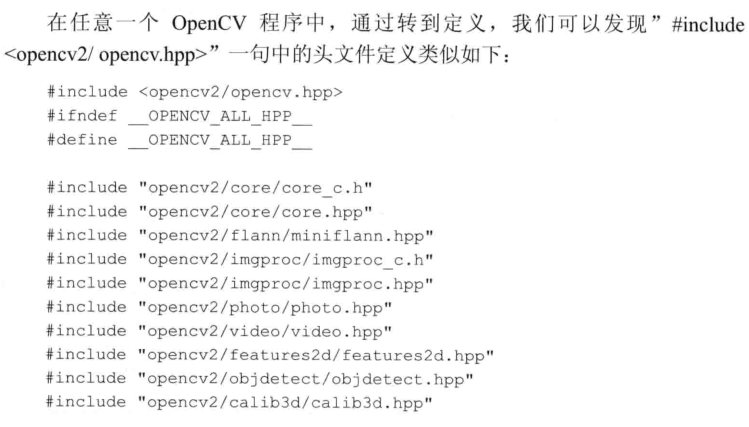 在任意一个 OpenCV 程序中，通过转到定义，我们可以发现”#include
<opencv2/ opencv.hpp>”一句中的头文件定义类似如下：
#include <opencv2/opencv.hpp>
#ifndef __OPENCV_ALL_HPP__
#define __OPENCV_ALL_HPP__
#include "opencv2/core/core_c.h"
#include "opencv2/core/core.hpp"
#include "opencv2/flann/miniflann.hpp"
#include "opencv2/imgproc/imgproc_c.h"
#include "opencv2/imgproc/imgproc.hpp"
#include "opencv2/photo/photo.hpp"
#include "opencv2/video/video.hpp"
#include "opencv2/features2d/features2d.hpp"
#include "opencv2/objdetect/objdetect.hpp"
#include "opencv2/calib3d/calib3d.hpp"